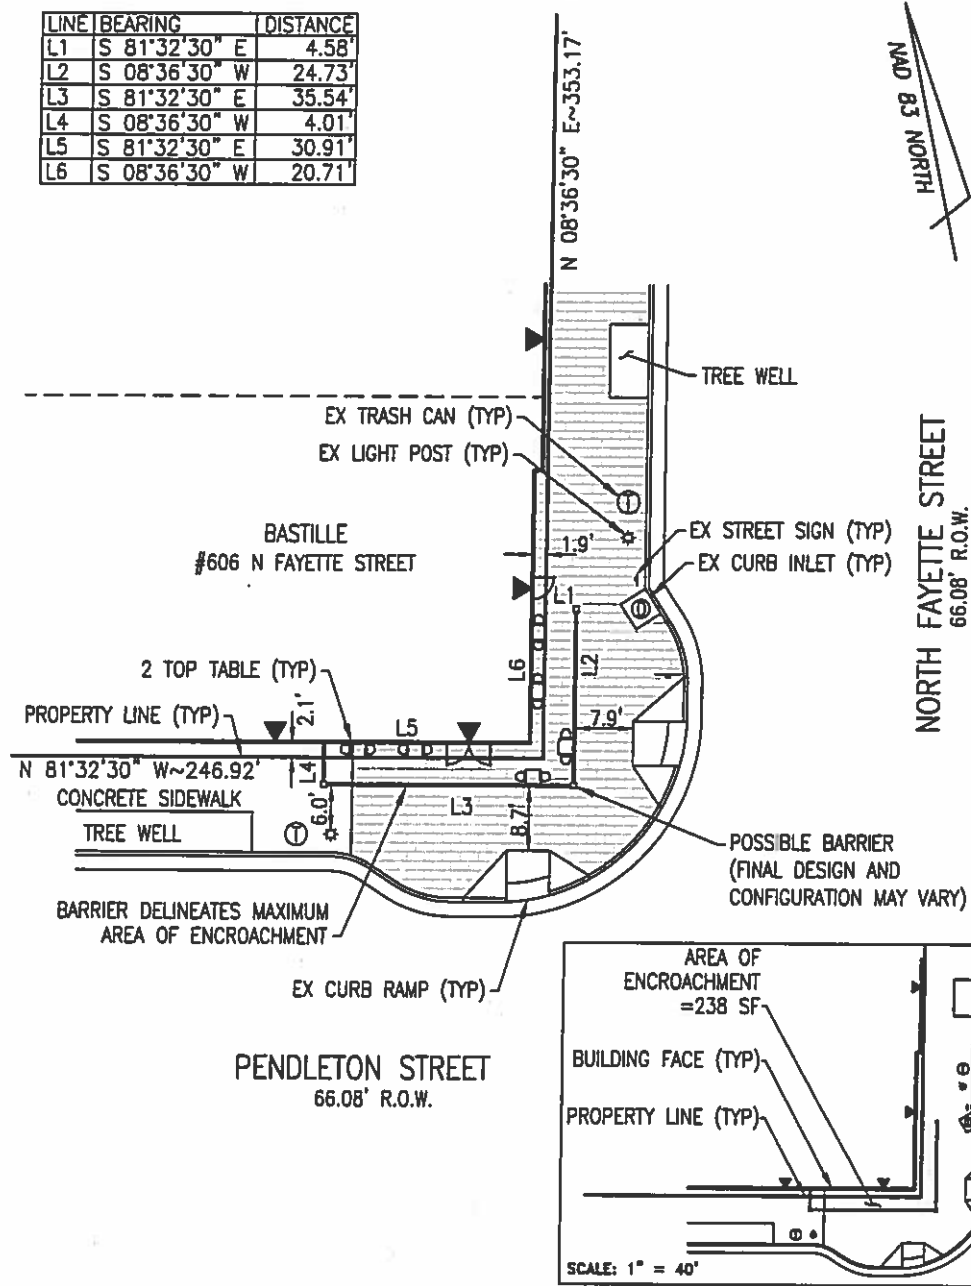 LINE BEARING DISTANCE
L1 S 81°32'30" E 4.58'
L2 S 08°36'30" W 24.73'
L3 S 81°32'30" E 35.54'
L4 S 08°36'30" W 4.01'
L5 S 81°32'30" E 30.91'
L6 S 08°36'30" W 20.71'
N 08°36'30" E~353.17'
NAD 83 NORTH
TREE WELL
EX TRASH CAN (TYP)
EX LIGHT POST (TYP)
BASTILLE
#606 N FAYETTE STREET
1.9'
EX STREET SIGN (TYP)
EX CURB INLET (TYP)
NORTH FAYETTE STREET
66.08' R.O.W.
L1
L2
L6
2 TOP TABLE (TYP)
2.1'
L5
7.9'
PROPERTY LINE (TYP)
N 81°32'30" W~246.92'
L4
CONCRETE SIDEWALK
6.0'
L3
8.7'
TREE WELL
T
T
POSSIBLE BARRIER
(FINAL DESIGN AND
CONFIGURATION MAY VARY)
BARRIER DELINEATES MAXIMUM
AREA OF ENCROACHMENT
EX CURB RAMP (TYP)
PENDLETON STREET
66.08' R.O.W.
AREA OF
ENCROACHMENT
=238 SF
BUILDING FACE (TYP)
PROPERTY LINE (TYP)
SCALE: 1" = 40'